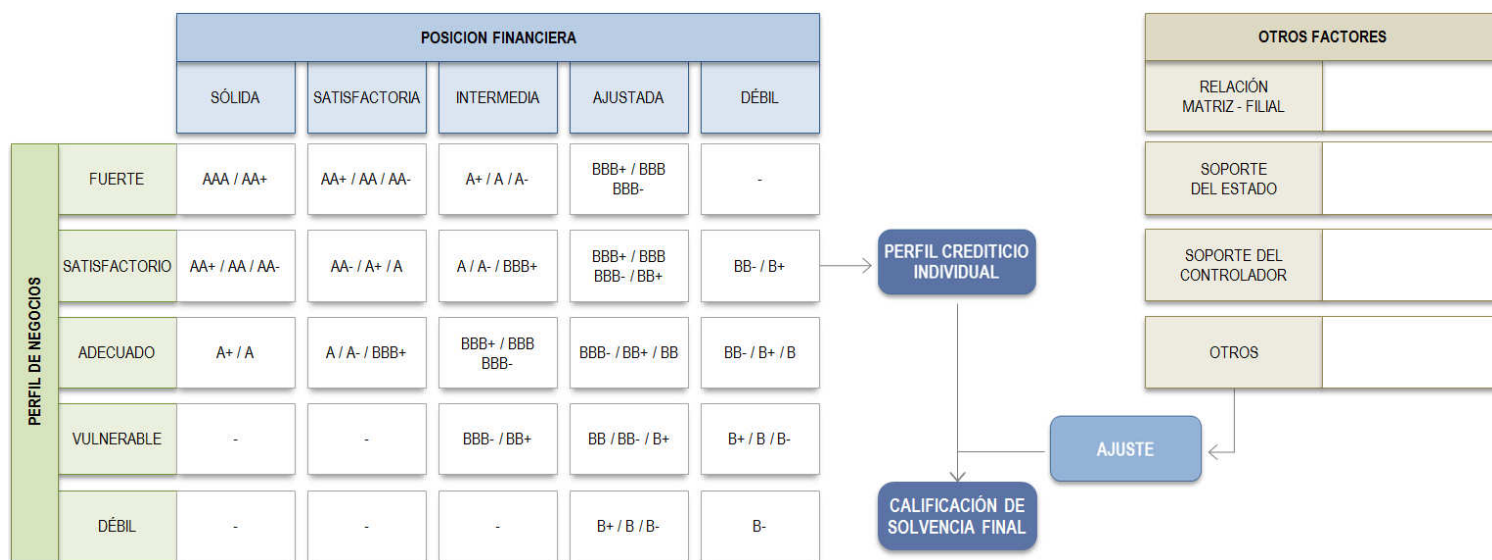 POSICION FINANCIERA
SÓLIDA
SATISFACTORIA
INTERMEDIA
AJUSTADA
DÉBIL
PERFIL DE NEGOCIOS
FUERTE
AAA / AA+
AA+ / AA / AA-
A+ / A / A-
BBB+ / BBB
BBB-
-
SATISFACTORIO
AA+ / AA / AA-
AA- / A+ / A
A / A- / BBB+
BBB+ / BBB
BBB- / BB+
BB- / B+
ADECUADO
A+ / A
A / A- / BBB+
BBB+ / BBB
BBB-
BBB- / BB+ / BB
BB- / B+ / B
VULNERABLE
-
-
BBB- / BB+
BB / BB- / B+
B+ / B / B-
DÉBIL
-
-
-
B+ / B / B-
B-
PERFIL CREDITICIO
INDIVIDUAL
CALIFICACIÓN DE
SOLVENCIA FINAL
AJUSTE
OTROS FACTORES
RELACIÓN
MATRIZ - FILIAL
SOPORTE
DEL ESTADO
SOPORTE DEL
CONTROLADOR
OTROS